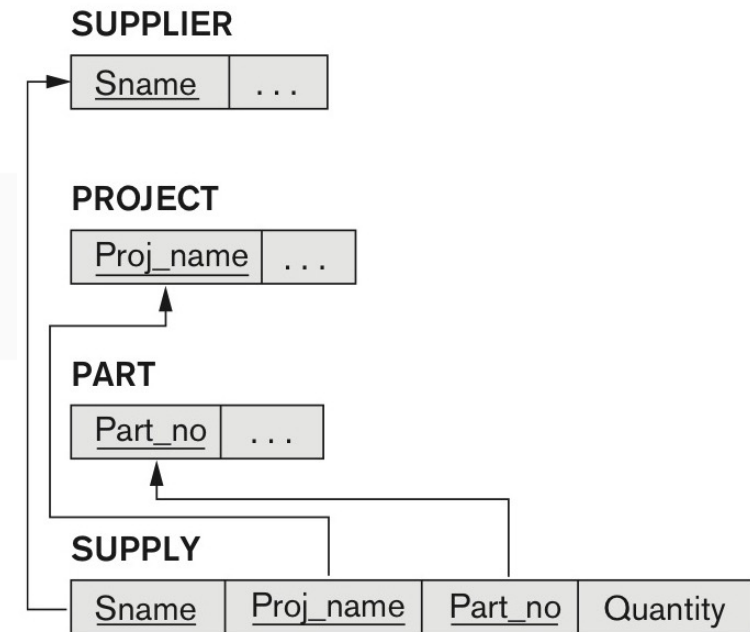 SUPPLIER
Sname ...
PROJECT
Proj_name ...
PART
Part_no ...
SUPPLY
Sname Proj_name Part_no Quantity